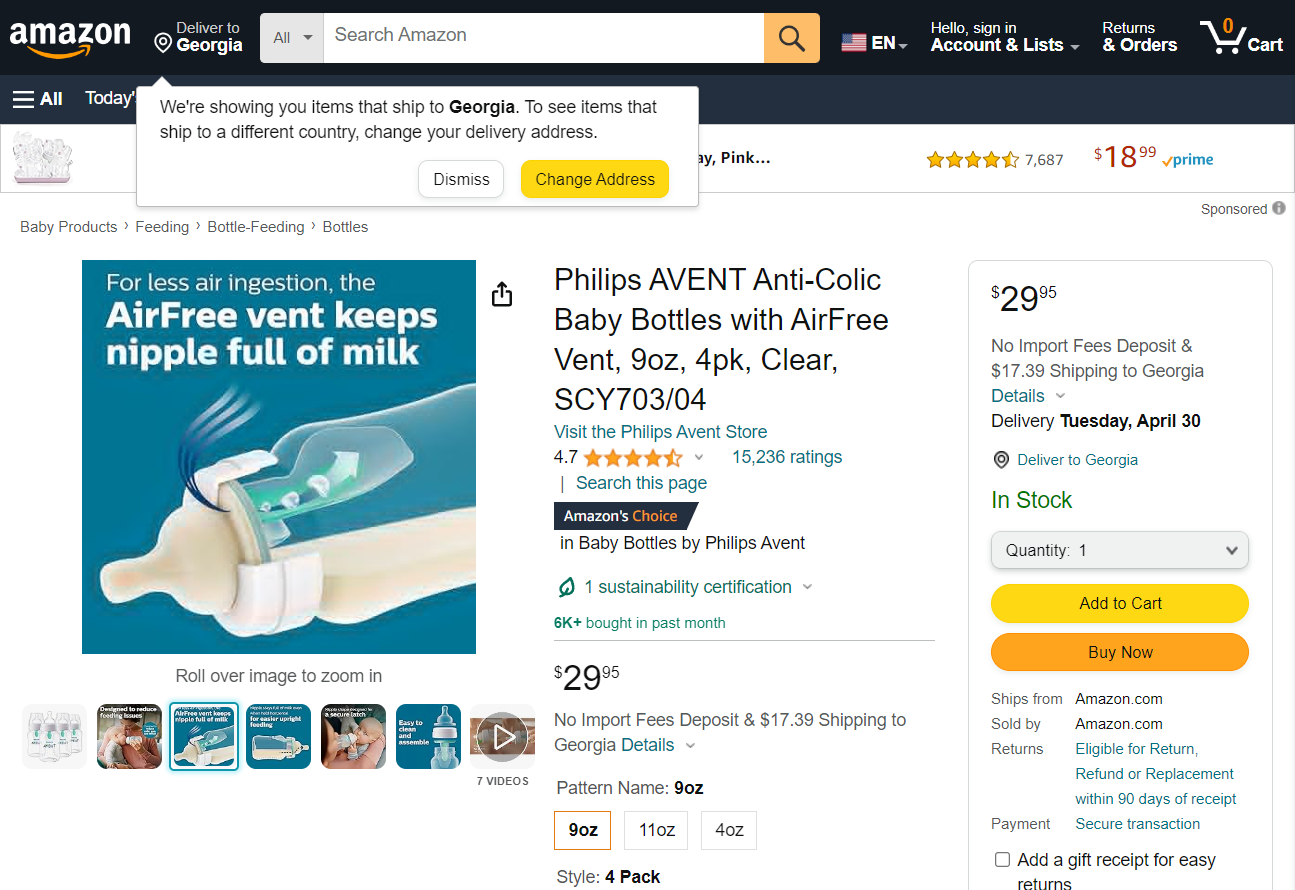 amazon
Deliver to
Georgia
All
Search Amazon
EN
Hello, sign in
Account & Lists
Returns
& Orders
0
Cart
All
Today'
We're showing you items that ship to Georgia. To see items that
ship to a different country, change your delivery address.
Dismiss
Change Address
ay, Pink...
7,687
$18 99
prime
Sponsored
Baby Products › Feeding › Bottle-Feeding › Bottles
For less air ingestion, the
AirFree vent keeps
nipple full of milk
Roll over image to zoom in
Designed to reduce
feeding issues
AirFree vent keeps
nipple full of milk
for easier upright
feeding
a secure latch
Easy to
clean
and
assemble
7 VIDEOS
Philips AVENT Anti-Colic
Baby Bottles with AirFree
Vent, 9oz, 4pk, Clear,
SCY703/04
Visit the Philips Avent Store
4.7
15,236 ratings
| Search this page
Amazon's Choice
in Baby Bottles by Philips Avent
1 sustainability certification
6K+ bought in past month
$29 95
No Import Fees Deposit & $17.39 Shipping to
Georgia Details
Pattern Name: 9oz
9oz
11oz
4oz
Style: 4 Pack
$29 95
No Import Fees Deposit &
$17.39 Shipping to Georgia
Details
Delivery Tuesday, April 30
Deliver to Georgia
In Stock
Quantity: 1
Add to Cart
Buy Now
Ships from Amazon.com
Sold by Amazon.com
Returns Eligible for Return,
Refund or Replacement
within 90 days of receipt
Payment Secure transaction
Add a gift receipt for easy
returns